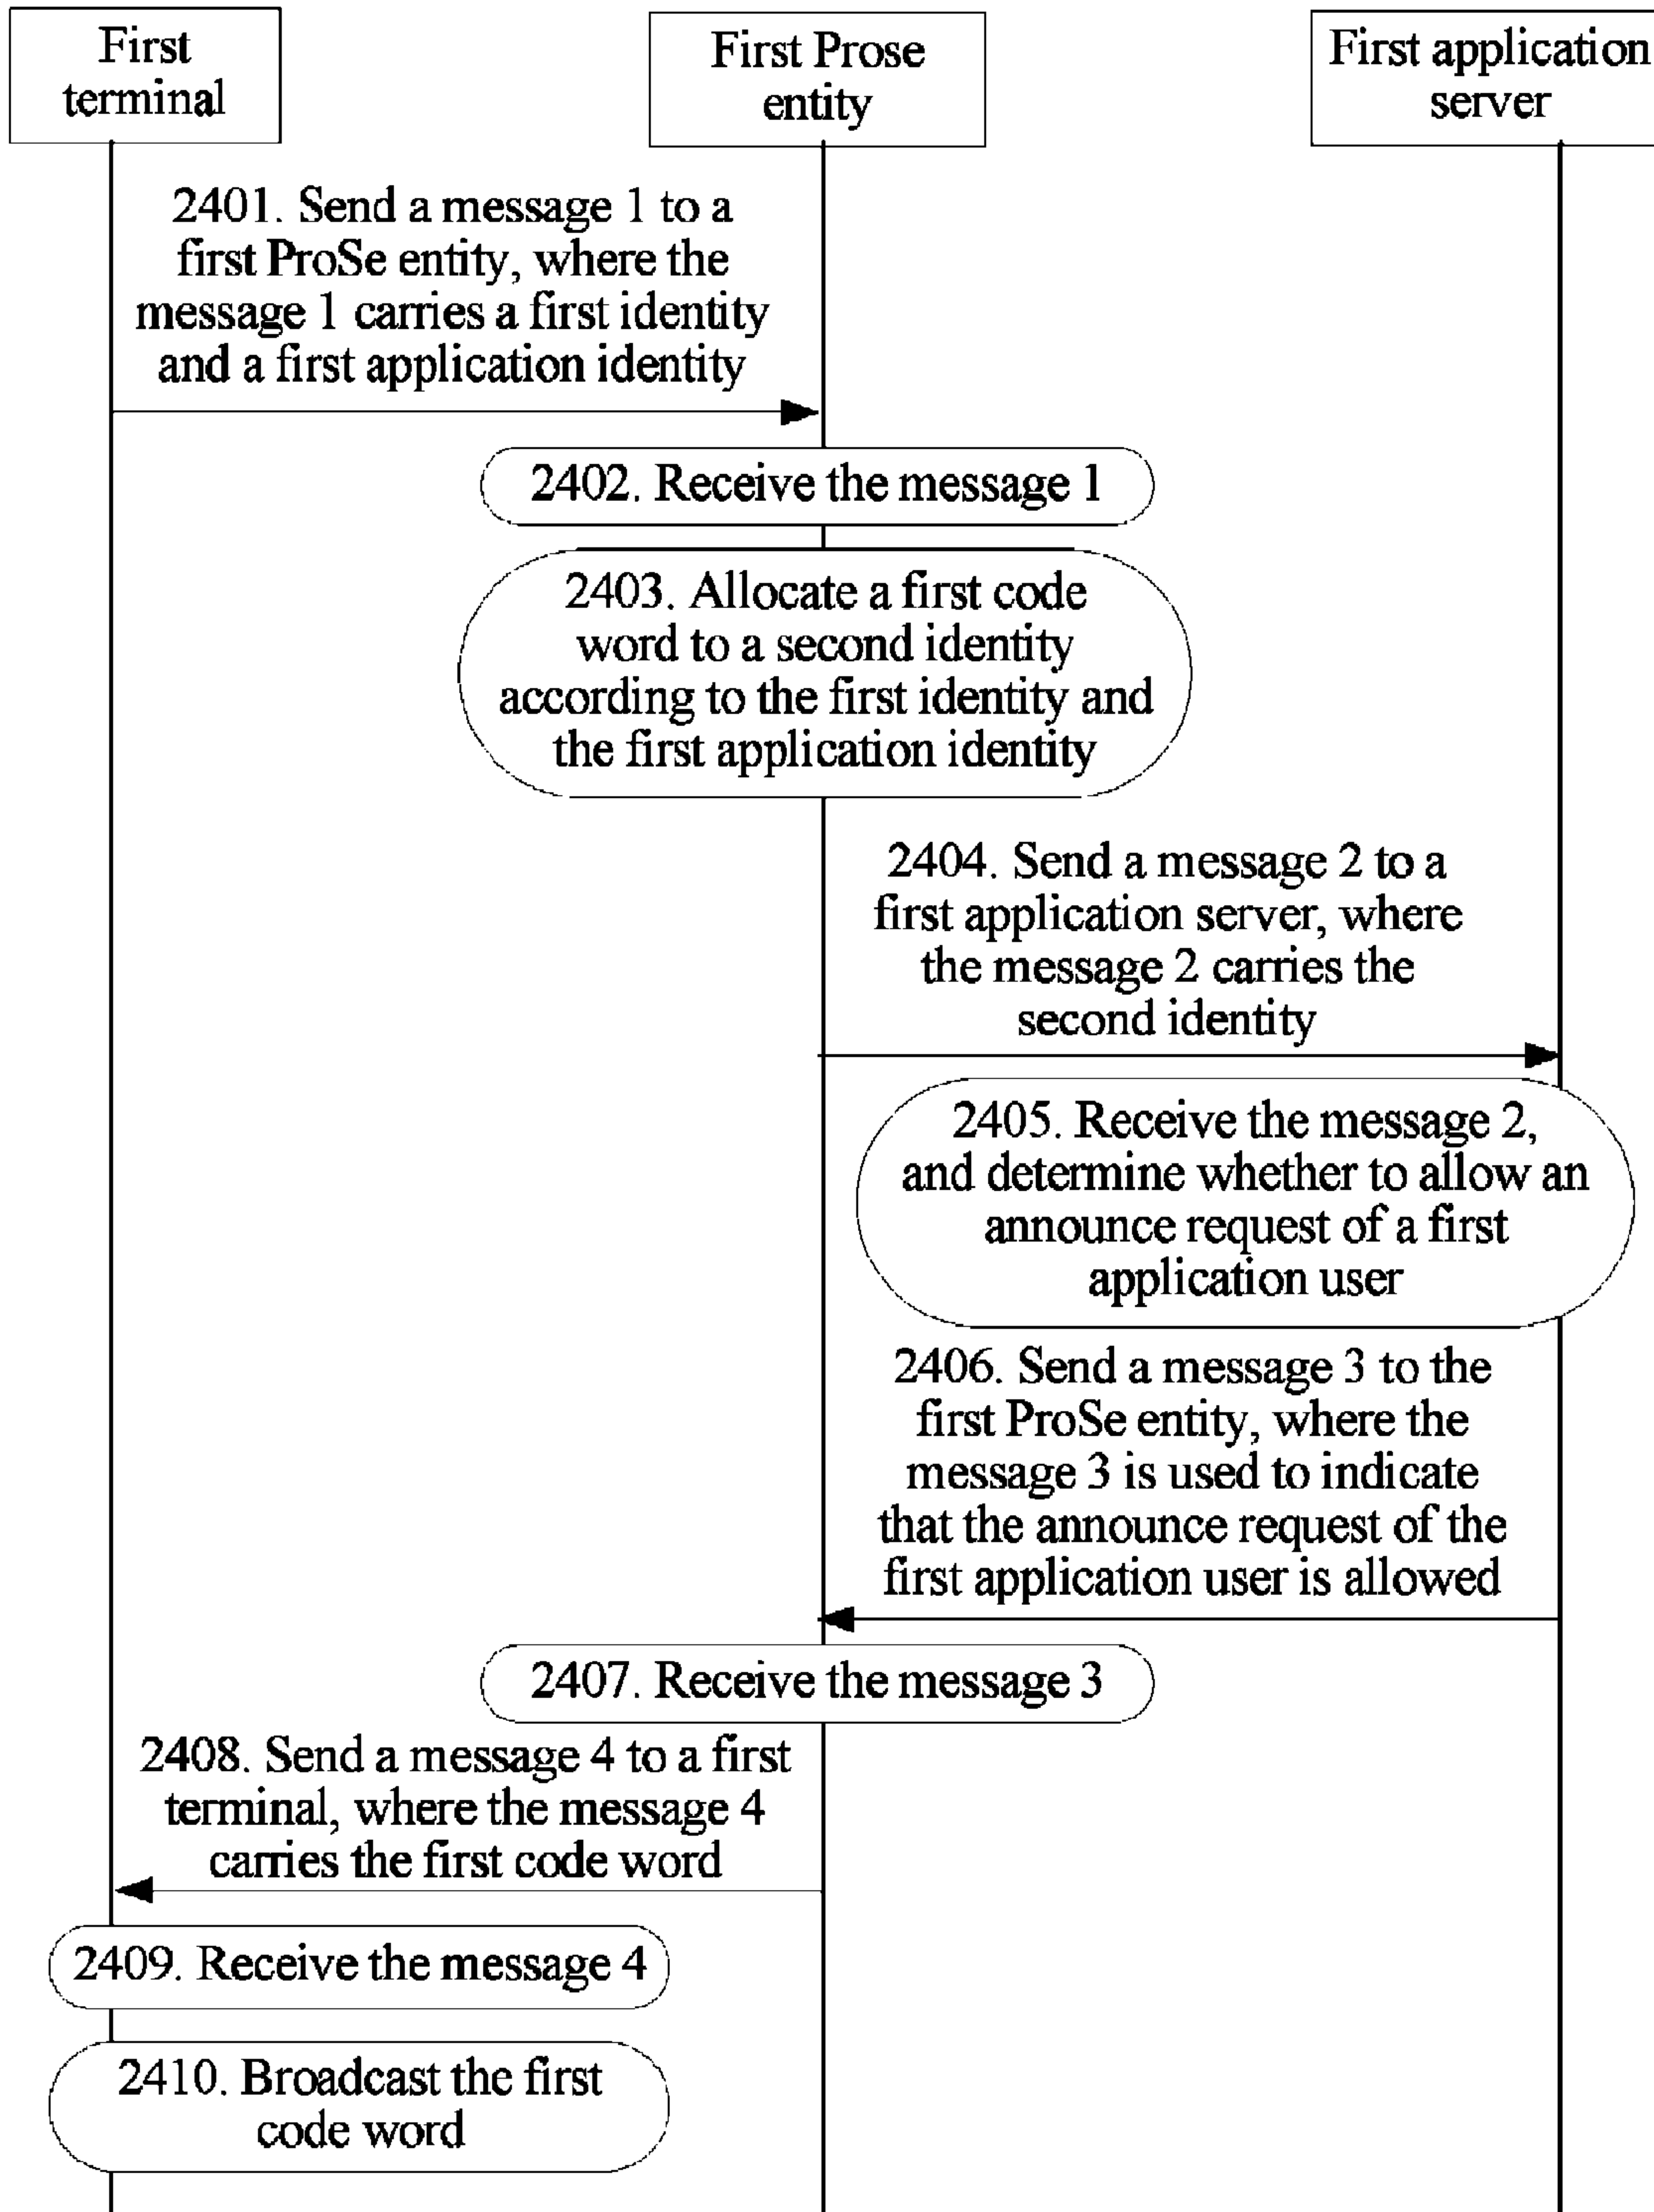 First
terminal
First Prose
entity
First application
server
2401. Send a message 1 to a
first ProSe entity, where the
message 1 carries a first identity
and a first application identity
2402. Receive the message 1
2403. Allocate a first code
word to a second identity
according to the first identity and
the first application identity
2404. Send a message 2 to a
first application server, where
the message 2 carries the
second identity
2405. Receive the message 2,
and determine whether to allow an
announce request of a first
application user
2406. Send a message 3 to the
first ProSe entity, where the
message 3 is used to indicate
that the announce request of the
first application user is allowed
2407. Receive the message 3
2408. Send a message 4 to a first
terminal, where the message 4
carries the first code word
2409. Receive the message 4
2410. Broadcast the first
code word